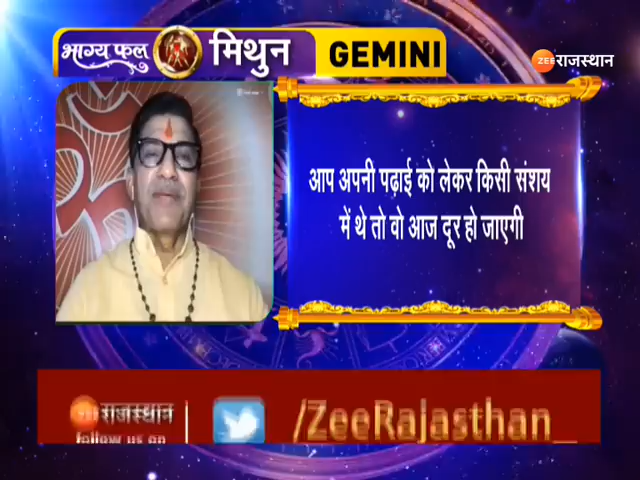 भाग्य फल मिथुन GEMINI
ZEE राजस्थान
आप अपनी पढ़ाई को लेकर किसी संशय
में थे तो वो आज दूर हो जाएगी
राजस्थान
follow us on
/ZeeRajasthan_